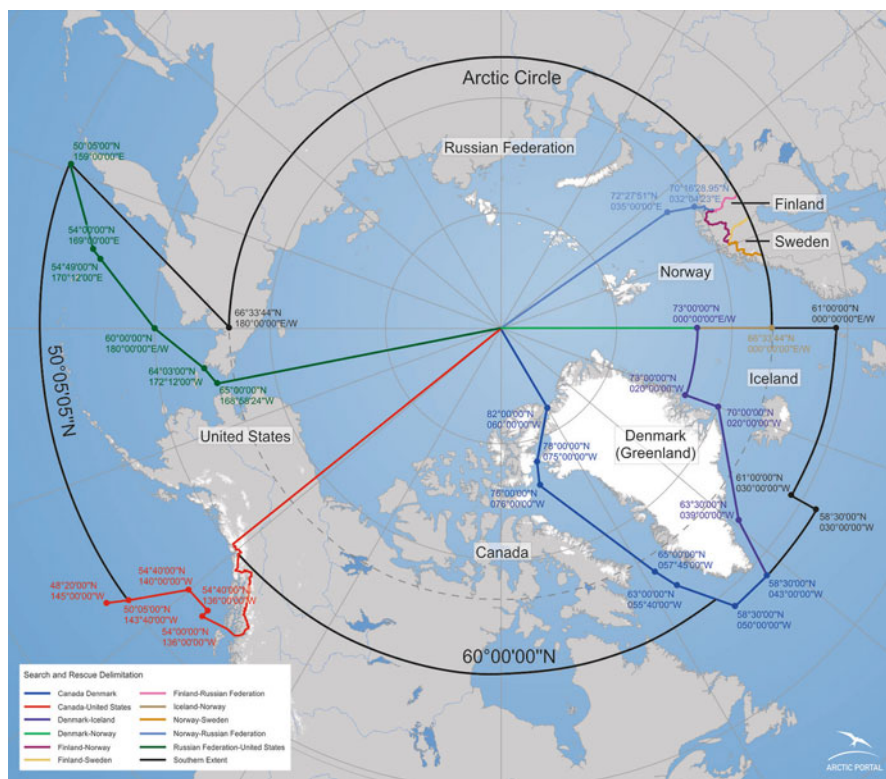 Arctic Circle
Russian Federation
50°05'00"N
159°00'00"E
70°16'28.95"N
032°04'23"E
72°27'51"N
035°00'00"E
Finland
Sweden
54°00'00"N
169°00'00"E
54°49'00"N
170°12'00"E
Norway
66°33'44"N
180°00'00"E/W
73°00'00"N
000°00'00"E/W
61°00'00"N
000°00'00"E/W
60°00'00"N
180°00'00"E/W
66°33'44"N
000°00'00"E/W
50°05'05"N
64°03'00"N
172°12'00"W
65°00'00"N
168°58'24"W
Iceland
73°00'00"N
020°00'00"W
82°00'00"N
060°00'00"W
70°00'00"N
020°00'00"W
United States
Denmark
(Greenland)
78°00'00"N
075°00'00"W
61°00'00"N
030°00'00"W
76°00'00"N
076°00'00"W
63°30'00"N
039°00'00"W
58°30'00"N
030°00'00"W
Canada
54°40'00"N
140°00'00"W
65°00'00"N
057°45'00"W
48°20'00"N
145°00'00"W
54°40'00"N
136°00'00"W
63°00'00"N
055°40'00"W
58°30'00"N
043°00'00"W
50°05'00"N
143°40'00"W
58°30'00"N
050°00'00"W
54°00'00"N
136°00'00"W
60°00'00"N
Search and Rescue Delimitation
Canada Denmark
Canada-United States
Denmark-Iceland
Denmark-Norway
Finland-Norway
Finland-Sweden
Finland-Russian Federation
Iceland-Norway
Norway-Sweden
Norway-Russian Federation
Russian Federation-United States
Southern Extent
ARCTIC PORTAL